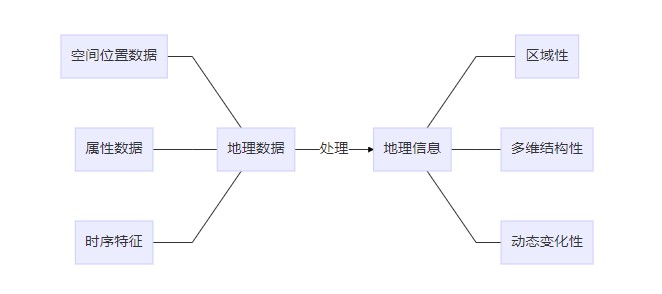 空间位置数据
区域性
属性数据
地理数据
处理
地理信息
多维结构性
时序特征
动态变化性